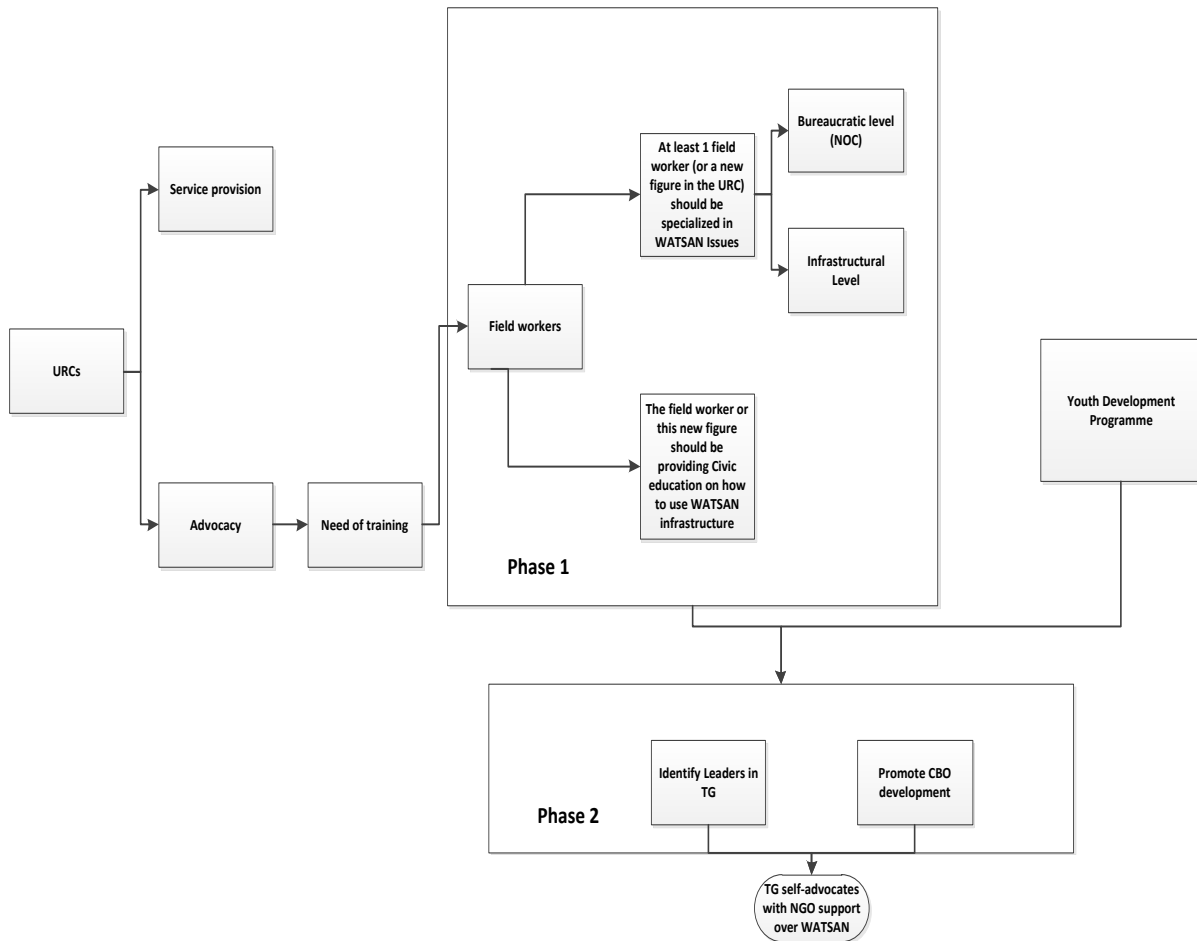 URCs
Service provision
Advocacy
Need of training
Field workers
At least 1 field
worker (or a new
figure in the URC)
should be
specialized in
WATSAN Issues
Bureaucratic level
(NOC)
Infrastructural
Level
The field worker or
this new figure
should be
providing Civic
education on how
to use WATSAN
infrastructure
Phase 1
Youth Development
Programme
Identify Leaders in
TG
Promote CBO
development
Phase 2
TG self-advocates
with NGO support
over WATSAN